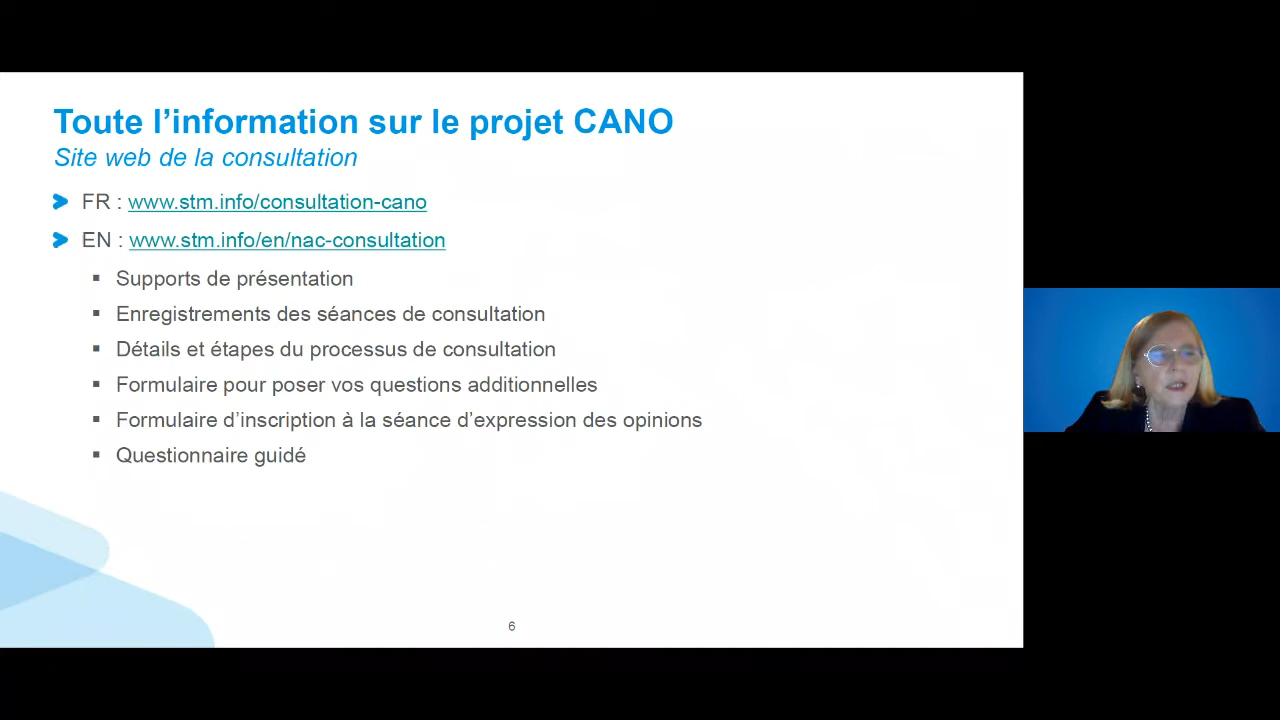 Toute l’information sur le projet CANO
Site web de la consultation
FR : www.stm.info/consultation-cano
EN : www.stm.info/en/nac-consultation
Supports de présentation
Enregistrements des séances de consultation
Détails et étapes du processus de consultation
Formulaire pour poser vos questions additionnelles
Formulaire d’inscription à la séance d’expression des opinions
Questionnaire guidé
6